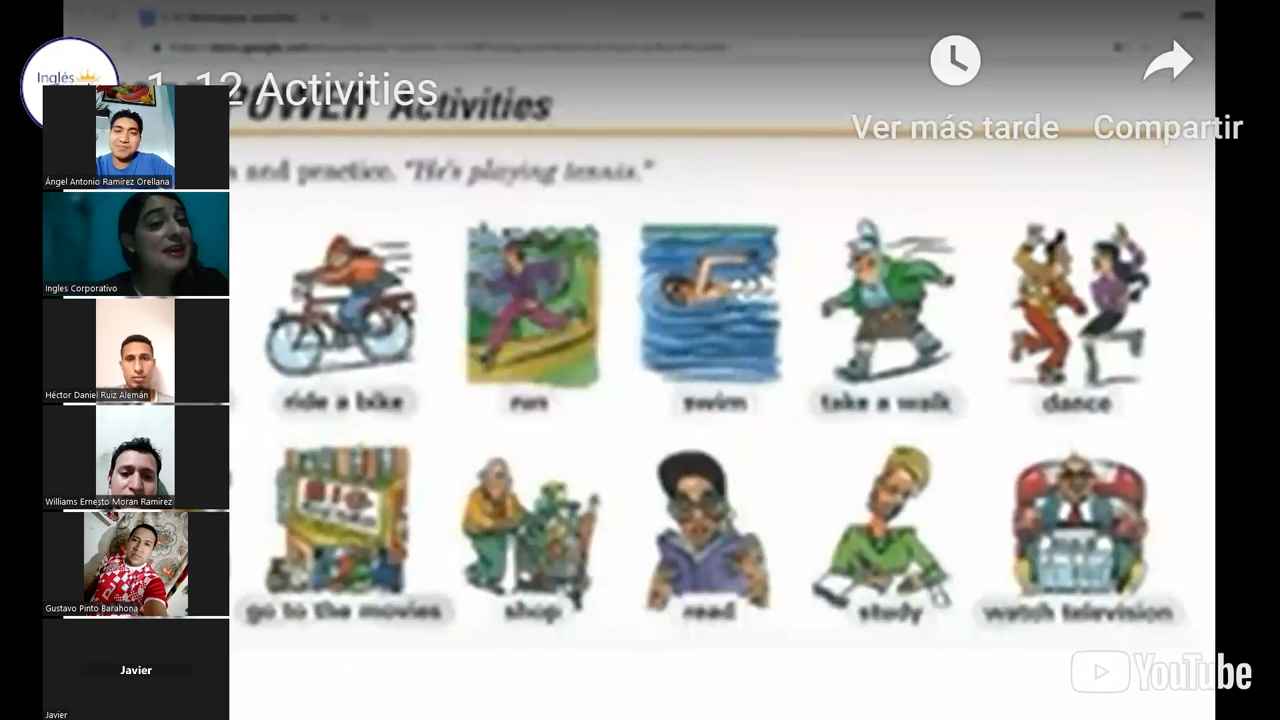 Inglés
1 12 Activities
POWER Activities
Ver más tarde
Compartir
and practice. "He's playing tennis."
Ángel Antonio Ramírez Orellana
Ingles Corporativo
Héctor Daniel Ruiz Alemán
Williams Ernesto Moran Ramirez
Gustavo Pinto Barahona
Javier
Javier
ride a bike
run
swim
take a walk
dance
go to the movies
shop
read
study
watch television
YouTube